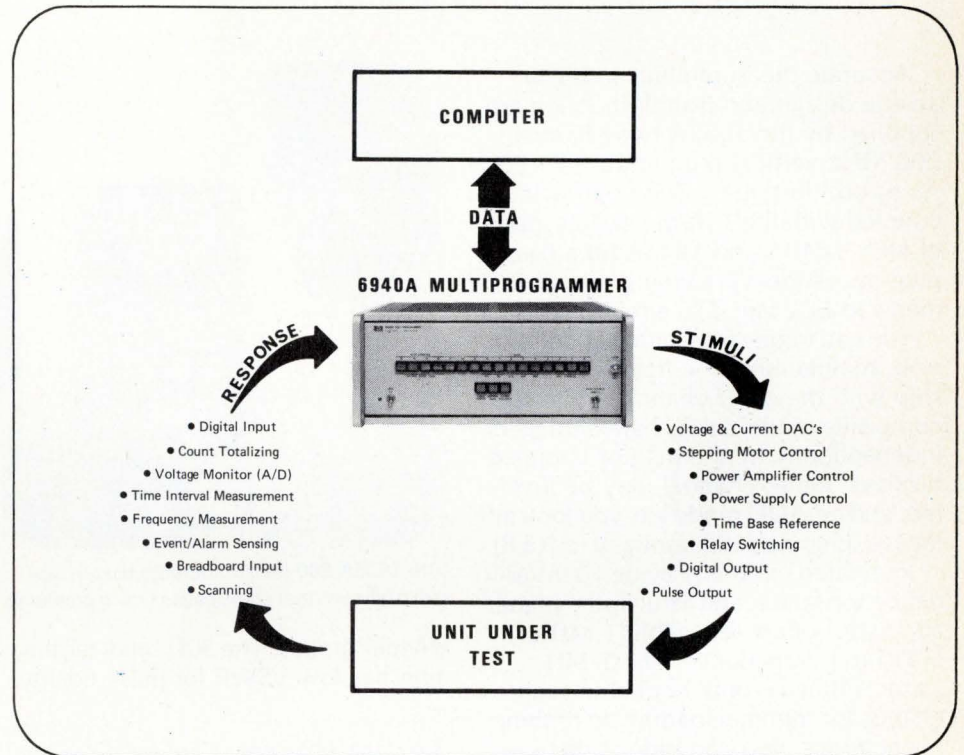 COMPUTER
DATA
6940A MULTIPROGRAMMER
RESPONSE
STIMULI
• Digital Input
• Count Totalizing
• Voltage Monitor (A/D)
• Time Interval Measurement
• Frequency Measurement
• Event/Alarm Sensing
• Breadboard Input
• Scanning
• Voltage & Current DAC's
• Stepping Motor Control
• Power Amplifier Control
• Power Supply Control
• Time Base Reference
• Relay Switching
• Digital Output
• Pulse Output
UNIT UNDER
TEST